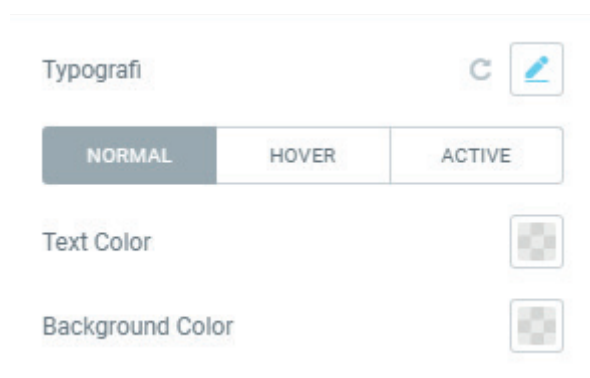 Typografi
NORMAL HOVER ACTIVE
Text Color
Background Color